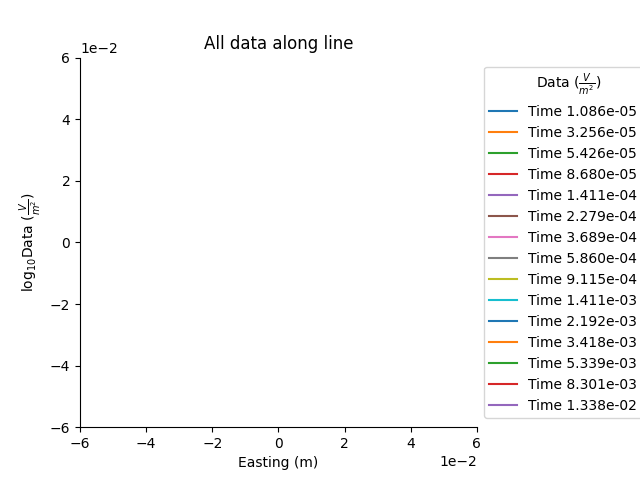 All data along line
1e−2
6
4
2
0
−2
−4
−6
log10Data (V/m²)
−6 −4 −2 0 2 4 6
1e−2
Easting (m)
Data (V/m²)
Time 1.086e-05
Time 3.256e-05
Time 5.426e-05
Time 8.680e-05
Time 1.411e-04
Time 2.279e-04
Time 3.689e-04
Time 5.860e-04
Time 9.115e-04
Time 1.411e-03
Time 2.192e-03
Time 3.418e-03
Time 5.339e-03
Time 8.301e-03
Time 1.338e-02